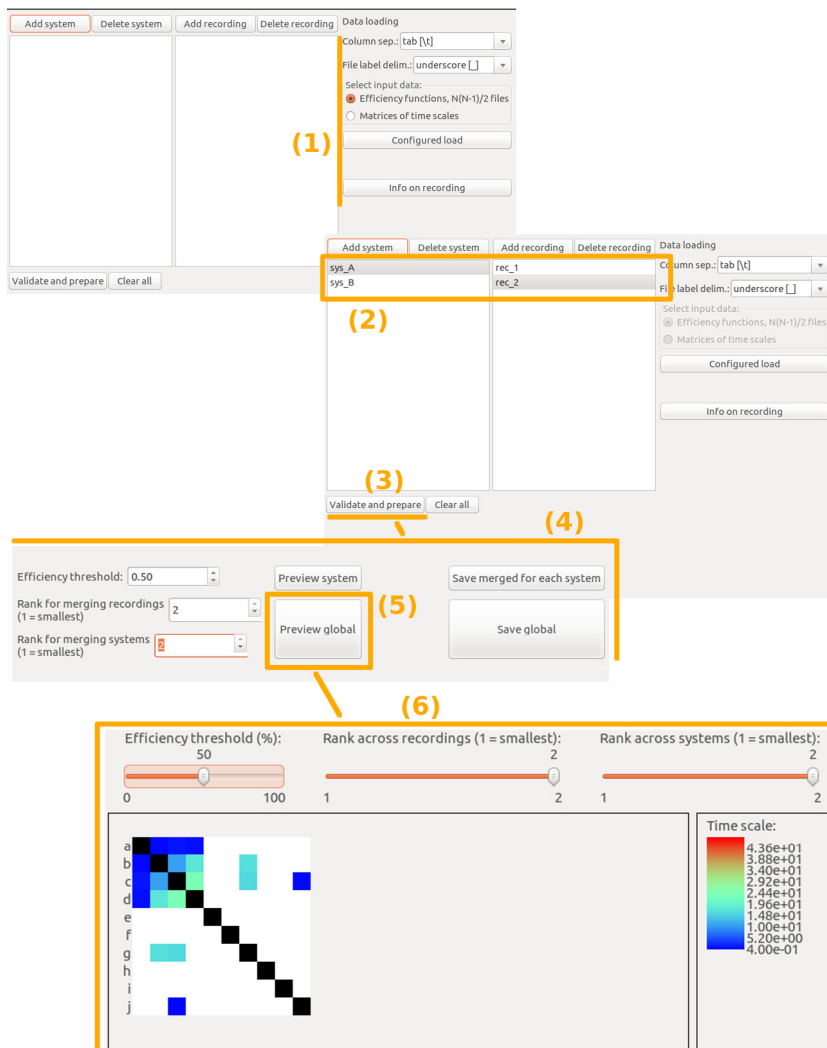 Add system Delete system Add recording Delete recording Data loading
Column sep.: tab [\t]
File label delim.: underscore [_]
Select input data:
Efficiency functions, N(N-1)/2 files
Matrices of time scales
(1)
Configured load
Info on recording
Validate and prepare Clear all
Add system Delete system Add recording Delete recording Data loading
sys_A rec_1 Column sep.: tab [\t]
sys_B rec_2 File label delim.: underscore [_]
(2)
Select input data:
Efficiency functions, N(N-1)/2 files
Matrices of time scales
Configured load
Info on recording
(3)
Validate and prepare Clear all
(4)
Efficiency threshold: 0.50 Preview system Save merged for each system
Rank for merging recordings
(1 = smallest) 2
(5)
Preview global Save global
Rank for merging systems
(1 = smallest) 2
(6)
Efficiency threshold (%): Rank across recordings (1 = smallest): Rank across systems (1 = smallest):
50 2 2
0 100 1 2 1 2
Time scale:
4.36e+01
3.88e+01
3.40e+01
2.92e+01
2.44e+01
1.96e+01
1.48e+01
1.00e+01
5.20e+00
4.00e-01
a
b
c
d
e
f
g
h
i
j